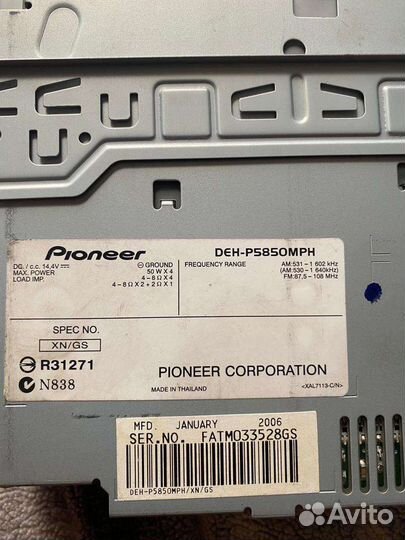 Pioneer DEH-P5850MPH
DC. / c.c. 14,4V ⊖ GROUND FREQUENCY RANGE AM:531-1 602 kHz
MAX. POWER 50 W X 4 (AM:530-1 640kHz)
LOAD IMP. 4-8Ω X 4 FM:87,5-108 MHz
4-8Ω X 2+2Ω X 1
SPEC NO.
XN/GS
R31271
N838
PIONEER CORPORATION
MADE IN THAILAND <XAL7113-C/N>
MFD. JANUARY 2006
SER.NO. FATM033528GS
DEH-P5850MPH/XN/GS
Avito